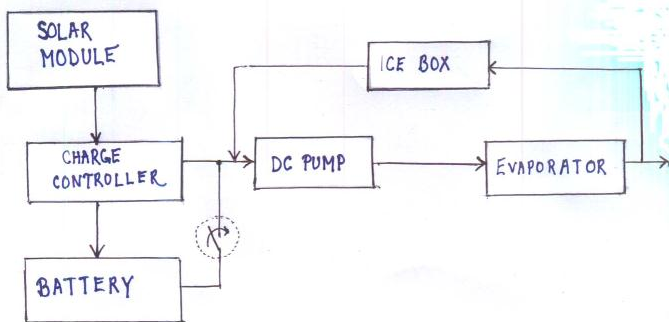 SOLAR
MODULE
ICE BOX
CHARGE
CONTROLLER
DC PUMP
EVAPORATOR
BATTERY